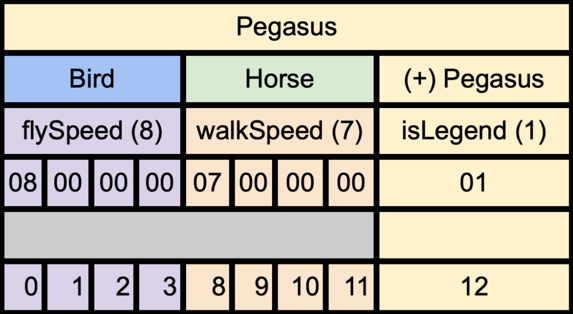 Pegasus
Bird Horse (+) Pegasus
flySpeed (8) walkSpeed (7) isLegend (1)
08 00 00 00 07 00 00 00 01
0 1 2 3 8 9 10 11 12